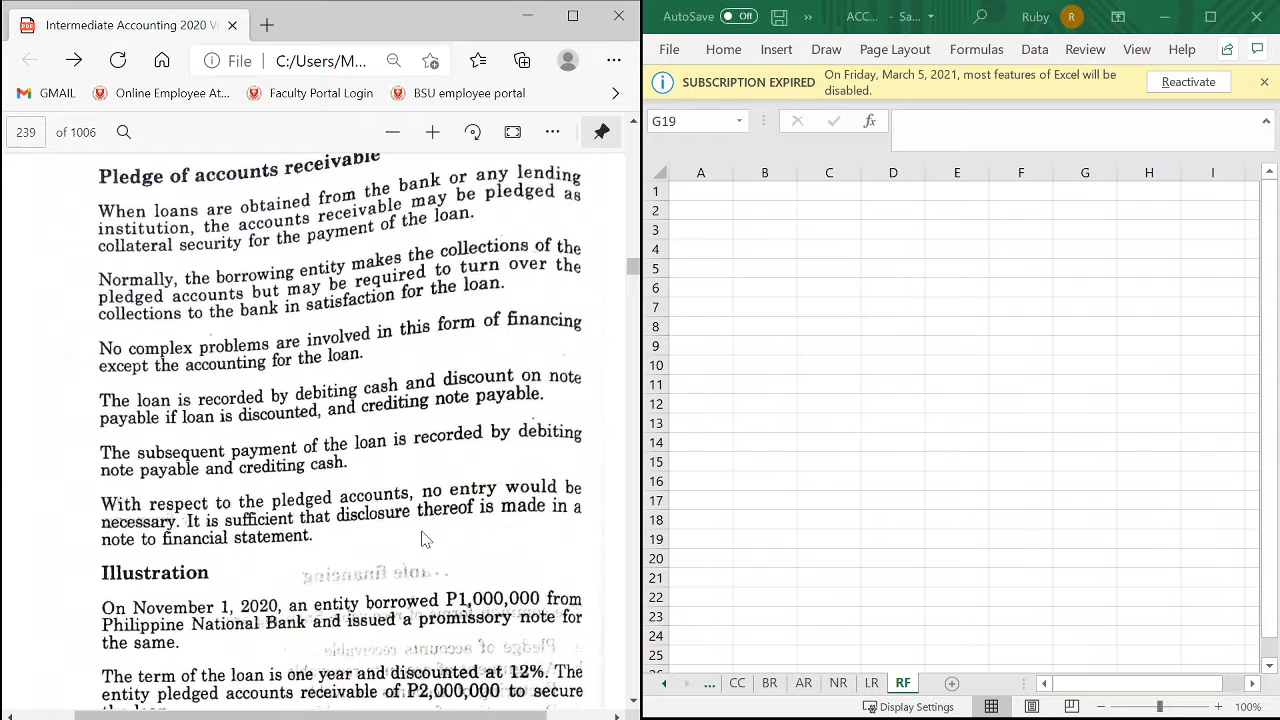 Intermediate Accounting 2020 V
File
C:/Users/M...
GMAIL
Online Employee At...
Faculty Portal Login
BSU employee portal
239
of 1006
Pledge of accounts receivable
When loans are obtained from the bank or any lending
institution, the accounts receivable may be pledged as
collateral security for the payment of the loan.
Normally, the borrowing entity makes the collections of the
pledged accounts but may be required to turn over the
collections to the bank in satisfaction for the loan.
No complex problems are involved in this form of financing
except the accounting for the loan.
The loan is recorded by debiting cash and discount on note
payable if loan is discounted, and crediting note payable.
The subsequent payment of the loan is recorded by debiting
note payable and crediting cash.
With respect to the pledged accounts, no entry would be
necessary. It is sufficient that disclosure thereof is made in a
note to financial statement.
Illustration
On November 1, 2020, an entity borrowed P1,000,000 from
Philippine National Bank and issued a promissory note for
the same.
The term of the loan is one year and discounted at 12%. The
entity pledged accounts receivable of P2,000,000 to secure
AutoSave
Off
ACC...
- Sa...
Ruby
R
File
Home
Insert
Draw
Page Layout
Formulas
Data
Review
View
Help
SUBSCRIPTION EXPIRED
On Friday, March 5, 2021, most features of Excel will be
disabled.
Reactivate
G19
fx
A B C D E F G H I
1
2
3
4
5
6
7
8
9
10
11
12
13
14
15
16
17
18
19
20
21
22
23
24
25
...
CC
BR
AR
NR
LR
RF
Display Settings
100%